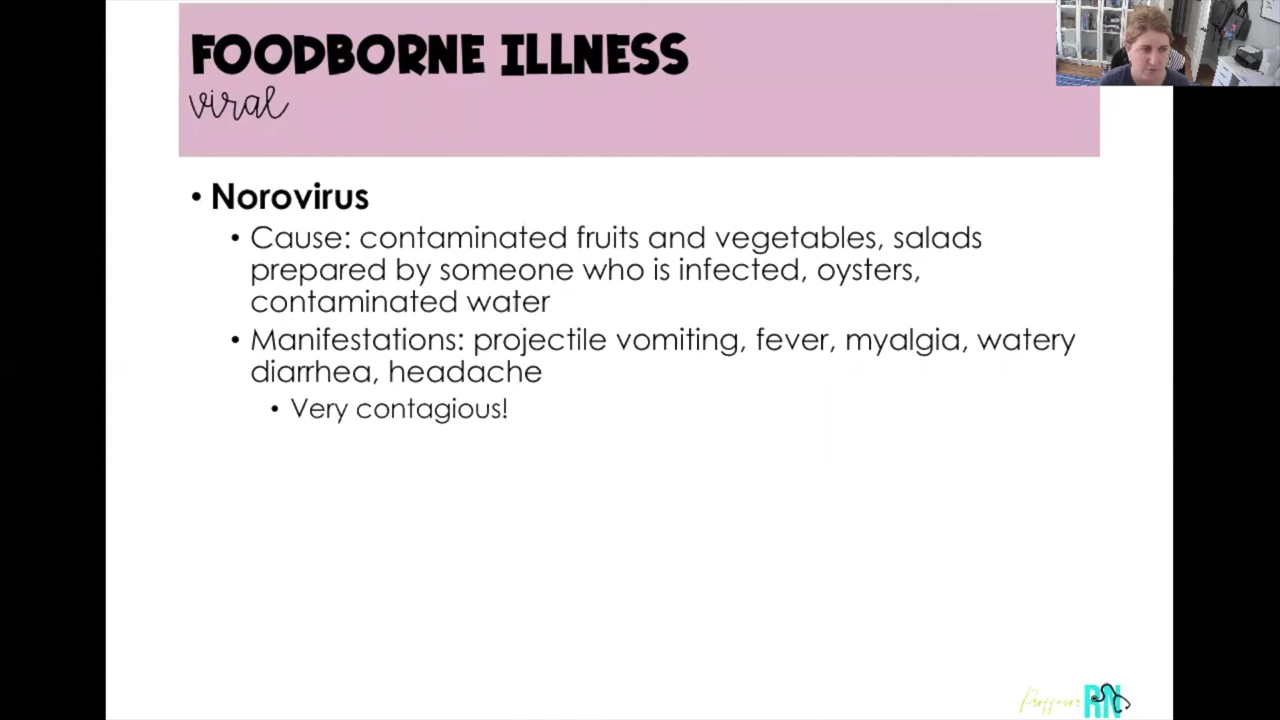 FOODBORNE ILLNESS
viral
• Norovirus
• Cause: contaminated fruits and vegetables, salads
prepared by someone who is infected, oysters,
contaminated water
• Manifestations: projectile vomiting, fever, myalgia, watery
diarrhea, headache
• Very contagious!
Professor RN